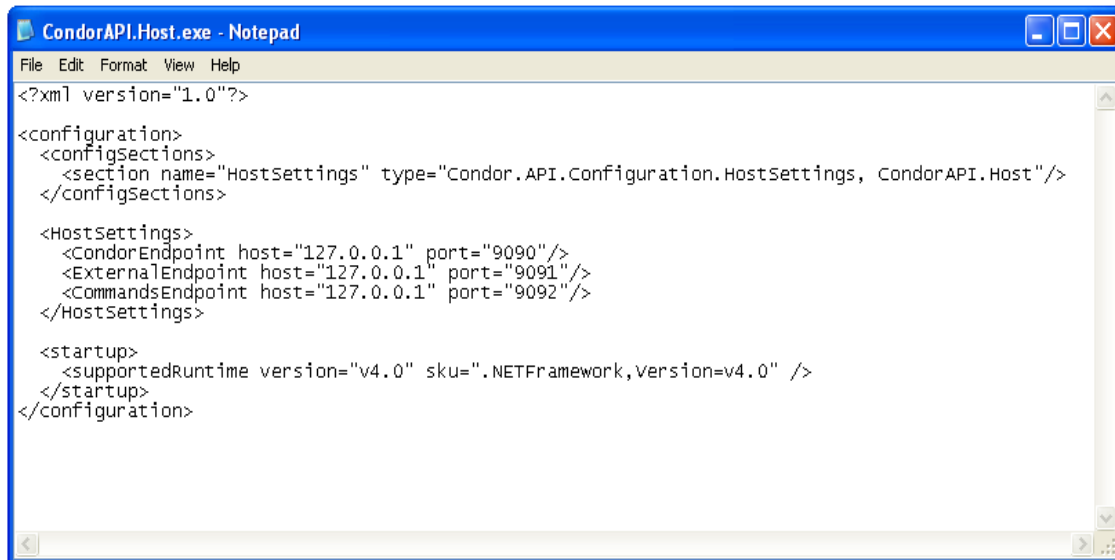 CondorAPI.Host.exe - Notepad
File Edit Format View Help
<?xml version="1.0"?>
<configuration>
<configSections>
<section name="HostSettings" type="Condor.API.Configuration.HostSettings, CondorAPI.Host"/>
</configSections>
<HostSettings>
<CondorEndpoint host="127.0.0.1" port="9090"/>
<ExternalEndpoint host="127.0.0.1" port="9091"/>
<CommandsEndpoint host="127.0.0.1" port="9092"/>
</HostSettings>
<startup>
<supportedRuntime version="v4.0" sku=".NETFramework,Version=v4.0" />
</startup>
</configuration>